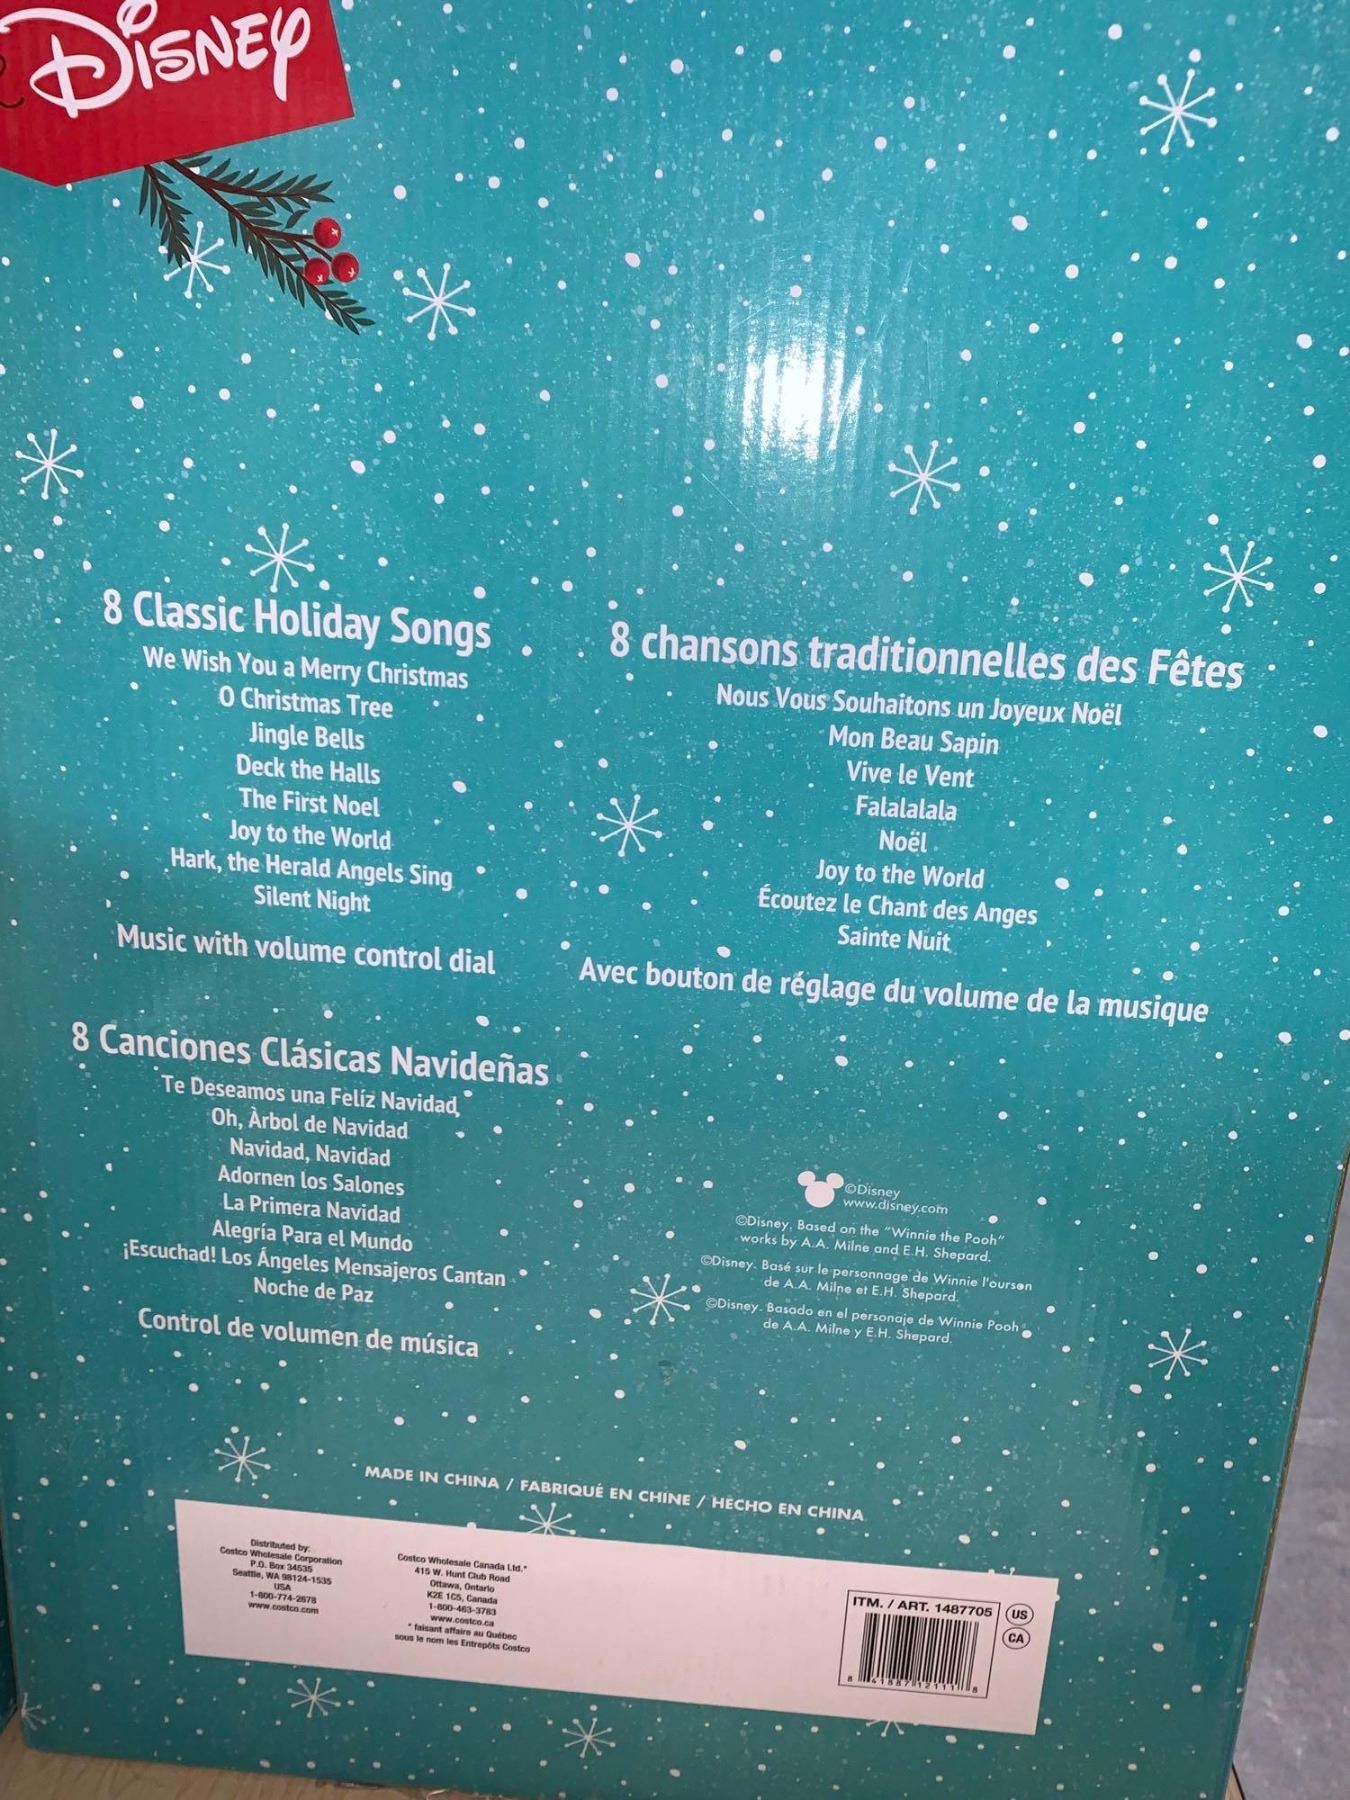 DISNEY
8 Classic Holiday Songs
We Wish You a Merry Christmas
O Christmas Tree
Jingle Bells
Deck the Halls
The First Noel
Joy to the World
Hark, the Herald Angels Sing
Silent Night
Music with volume control dial
8 chansons traditionnelles des Fêtes
Nous Vous Souhaitons un Joyeux Noël
Mon Beau Sapin
Vive le Vent
Falalalala
Noël
Joy to the World
Écoutez le Chant des Anges
Sainte Nuit
Avec bouton de réglage du volume de la musique
8 Canciones Clásicas Navideñas
Te Deseamos una Felíz Navidad
Oh, Àrbol de Navidad
Navidad, Navidad
Adornen los Salones
La Primera Navidad
Alegría Para el Mundo
¡Escuchad! Los Ángeles Mensajeros Cantan
Noche de Paz
Control de volumen de música
©Disney
www.disney.com
©Disney. Based on the "Winnie the Pooh"
works by A.A. Milne and E.H. Shepard.
©Disney. Basé sur le personnage de Winnie l'ourson
de A.A. Milne et E.H. Shepard.
©Disney. Basado en el personaje de Winnie Pooh
de A.A. Milne y E.H. Shepard.
MADE IN CHINA / FABRIQUÉ EN CHINE / HECHO EN CHINA
Distributed by:
Costco Wholesale Corporation
P.O. Box 34535
Seattle, WA 98124-1535
USA
1-800-774-2678
www.costco.com
Costco Wholesale Canada Ltd.*
415 W. Hunt Club Road
Ottawa, Ontario
K2E 1C5, Canada
1-800-463-3783
www.costco.ca
* faisant affaire au Québec
sous le nom les Entrepôts Costco
ITM. / ART. 1487705
US
CA
8 41887 12111 8